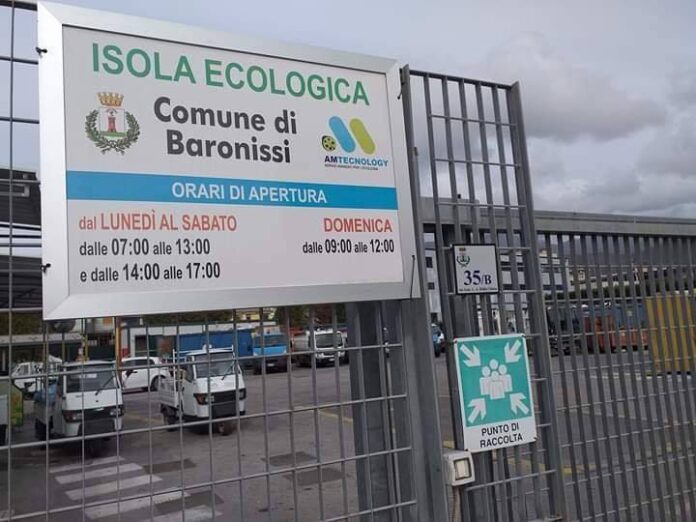 ISOLA ECOLOGICA
Comune di
Baronissi
AMTECNOLOGY
ORARI DI APERTURA
dal LUNEDÌ AL SABATO
dalle 07:00 alle 13:00
e dalle 14:00 alle 17:00
DOMENICA
dalle 09:00 alle 12:00
35/B
PUNTO DI
RACCOLTA